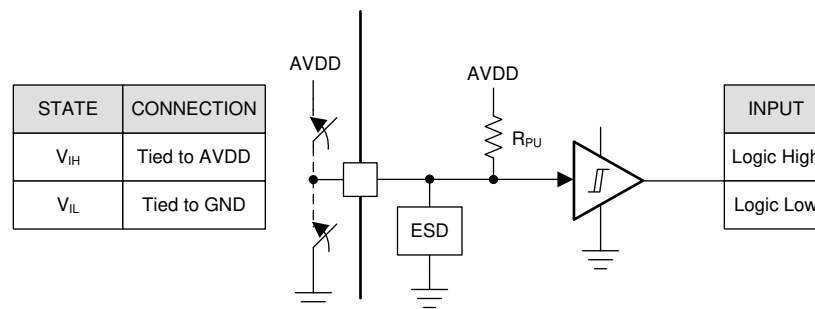 AVDD
AVDD
STATE CONNECTION
INPUT
RPU
VIH Tied to AVDD
Logic High
VIL Tied to GND
Logic Low
ESD